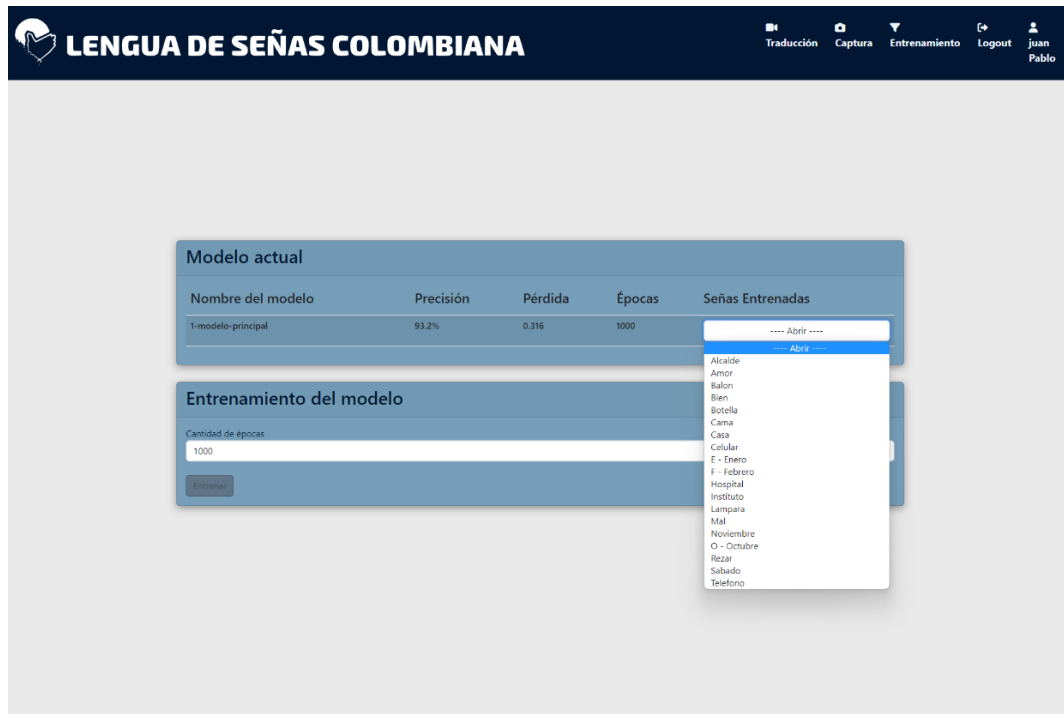 LENGUA DE SEÑAS COLOMBIANA
Traducción
Captura
Entrenamiento
Logout
juan
Pablo
Modelo actual
Nombre del modelo Precisión Pérdida Épocas Señas Entrenadas
1-modelo-principal 93.2% 0.316 1000 ---- Abrir ----
---- Abrir ----
Alcalde
Amor
Balon
Bien
Botella
Cama
Casa
Celular
E - Enero
F - Febrero
Hospital
Instituto
Lampara
Mal
Noviembre
O - Octubre
Rezar
Sabado
Telefono
Entrenamiento del modelo
Cantidad de épocas
1000
Entrenar